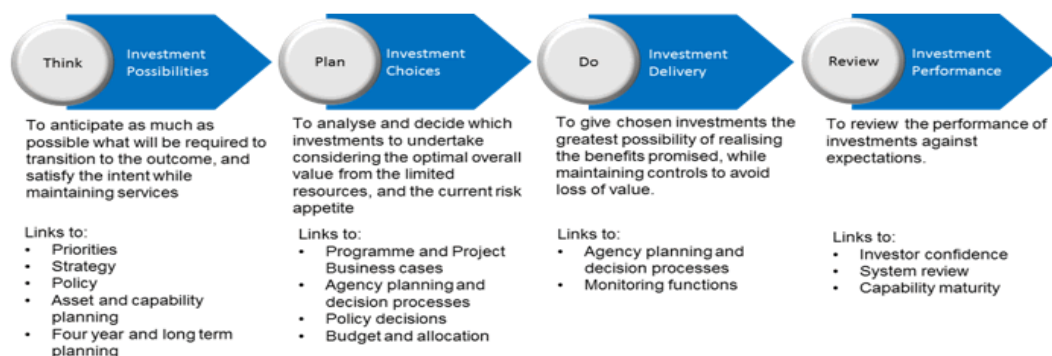 Think
Investment
Possibilities
To anticipate as much as
possible what will be required to
transition to the outcome, and
satisfy the intent while
maintaining services
Links to:
• Priorities
• Strategy
• Policy
• Asset and capability
planning
• Four year and long term
planning
Plan
Investment
Choices
To analyse and decide which
investments to undertake
considering the optimal overall
value from the limited
resources, and the current risk
appetite
Links to:
• Programme and Project
Business cases
• Agency planning and
decision processes
• Policy decisions
• Budget and allocation
Do
Investment
Delivery
To give chosen investments the
greatest possibility of realising
the benefits promised, while
maintaining controls to avoid
loss of value.
Links to:
• Agency planning and
decision processes
• Monitoring functions
Review
Investment
Performance
To review the performance of
investments against
expectations.
Links to:
• Investor confidence
• System review
• Capability maturity